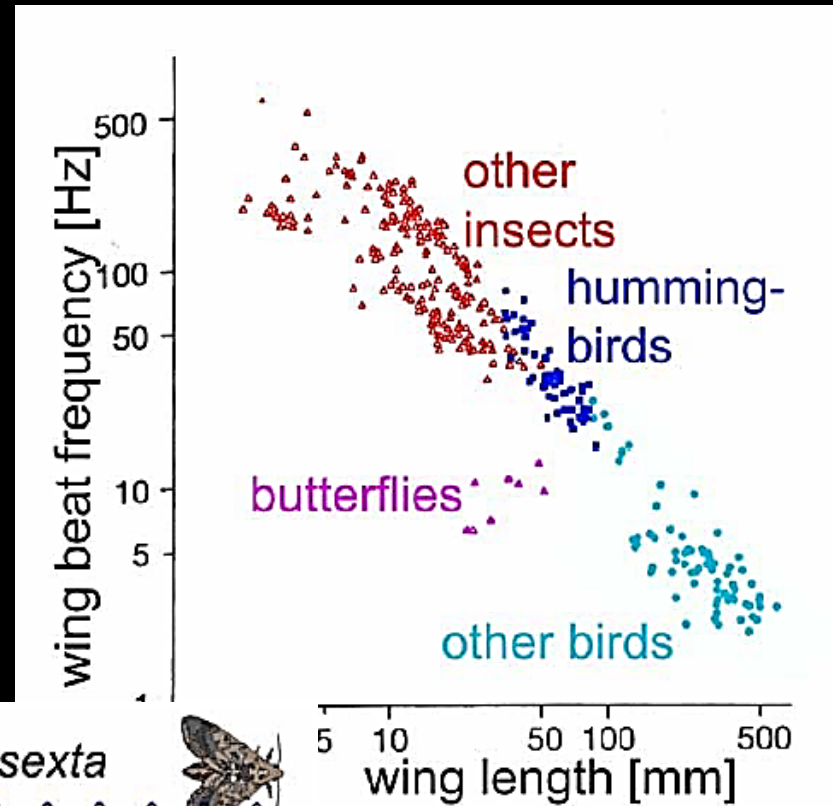 wing beat frequency [Hz]
500
100
50
10
5
other
insects
humming-
birds
butterflies
other birds
sexta
5 10 50 100 500
wing length [mm]